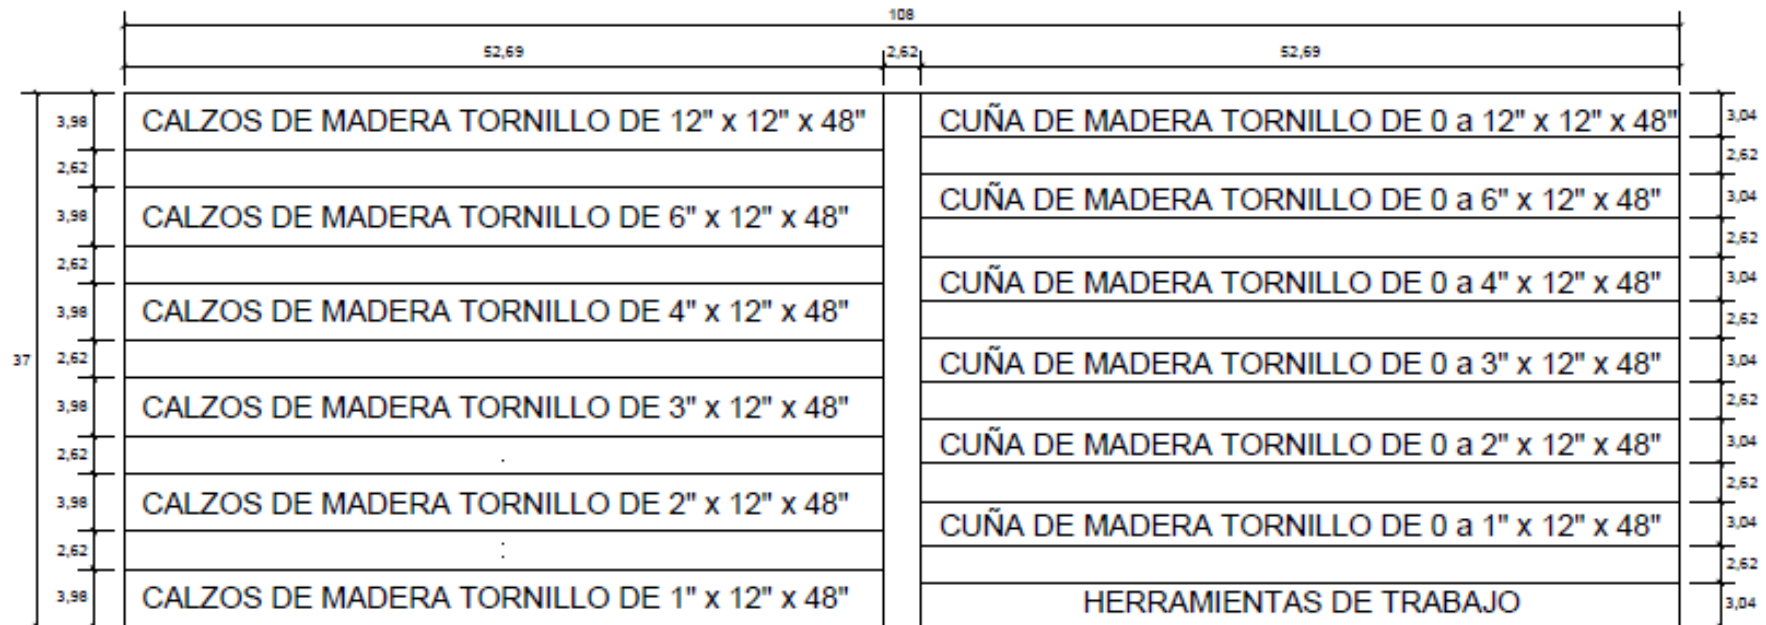 108
52,69
2,62
52,69
3,98
CALZOS DE MADERA TORNILLO DE 12" x 12" x 48"
CUÑA DE MADERA TORNILLO DE 0 a 12" x 12" x 48"
3,04
2,62
2,62
3,98
CALZOS DE MADERA TORNILLO DE 6" x 12" x 48"
CUÑA DE MADERA TORNILLO DE 0 a 6" x 12" x 48"
3,04
2,62
2,62
3,98
CALZOS DE MADERA TORNILLO DE 4" x 12" x 48"
CUÑA DE MADERA TORNILLO DE 0 a 4" x 12" x 48"
3,04
2,62
37
2,62
CUÑA DE MADERA TORNILLO DE 0 a 3" x 12" x 48"
3,04
3,98
CALZOS DE MADERA TORNILLO DE 3" x 12" x 48"
2,62
2,62
:
CUÑA DE MADERA TORNILLO DE 0 a 2" x 12" x 48"
3,04
2,62
3,98
CALZOS DE MADERA TORNILLO DE 2" x 12" x 48"
CUÑA DE MADERA TORNILLO DE 0 a 1" x 12" x 48"
3,04
2,62
:
2,62
3,98
CALZOS DE MADERA TORNILLO DE 1" x 12" x 48"
HERRAMIENTAS DE TRABAJO
3,04